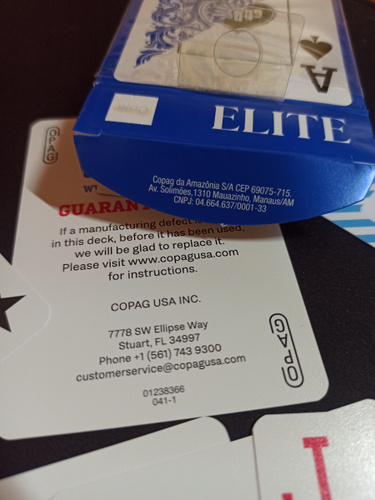 A
ELITE
Copag da Amazônia S/A CEP 69075-715.
Av. Solimões,1310 Mauazinho, Manaus/AM
CNPJ: 04.664.637/0001-33
COPAG
GUARAN
If a manufacturing defect is
in this deck, before it has been used,
we will be glad to replace it.
Please visit www.copagusa.com
for instructions.
COPAG USA INC.
7778 SW Ellipse Way
Stuart, FL 34997
Phone +1 (561) 743 9300
customerservice@copagusa.com
01238366
041-1
COPAG
J